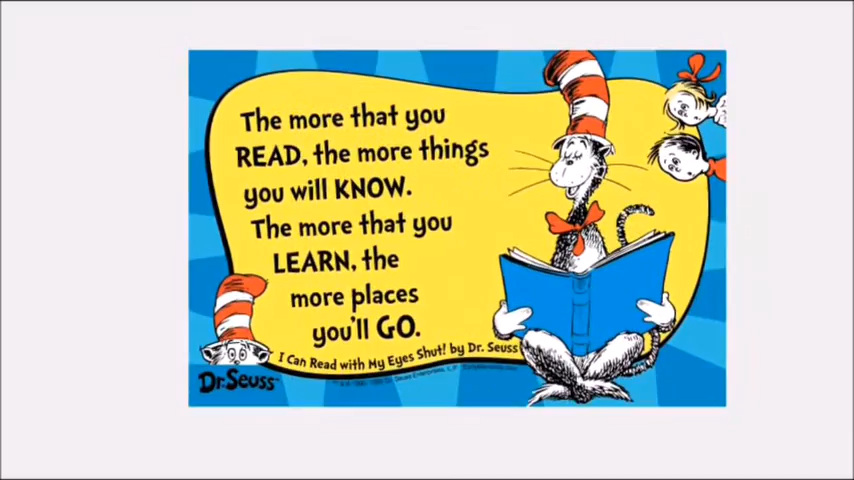 The more that you
READ, the more things
you will KNOW.
The more that you
LEARN, the
more places
you'll GO.
I Can Read with My Eyes Shut! by Dr. Seuss
Dr. Seuss